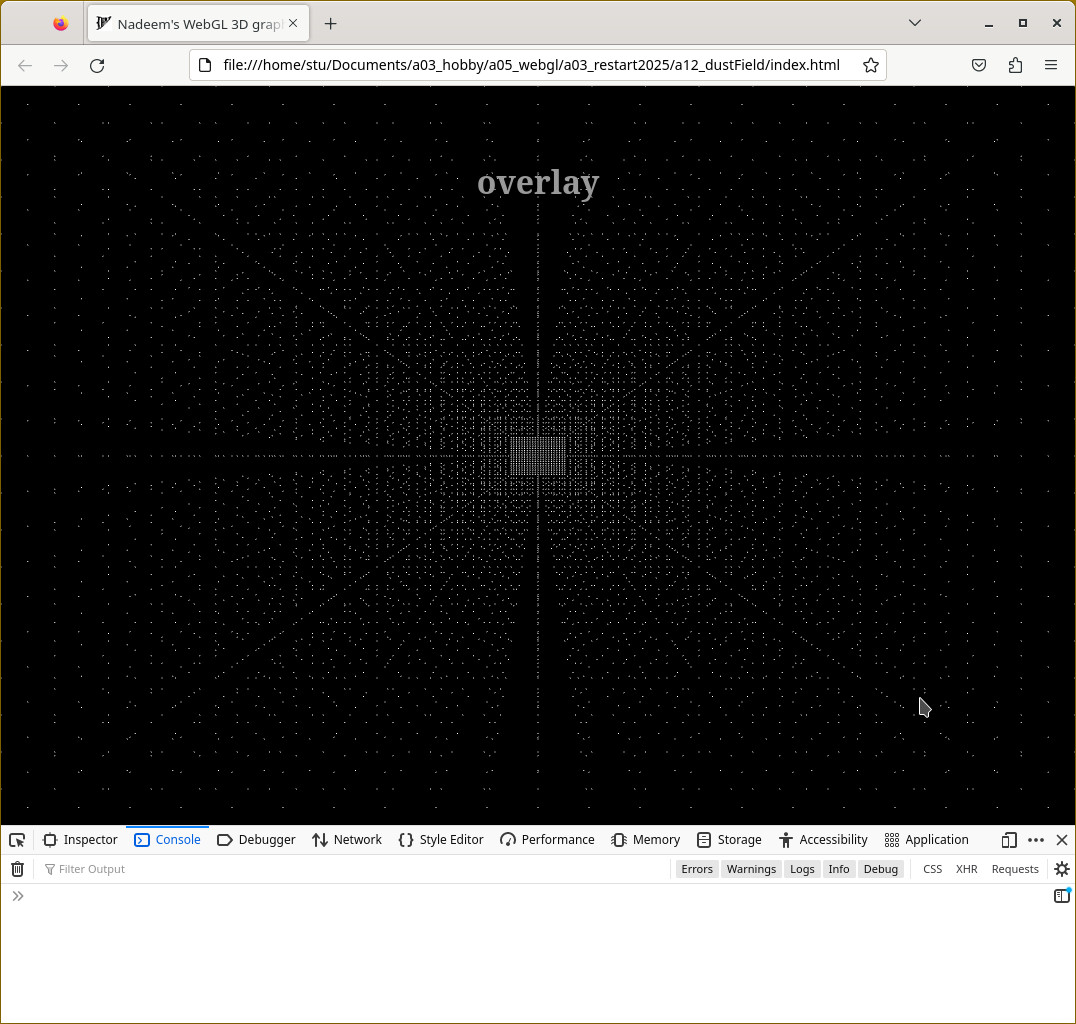 Nadeem's WebGL 3D grap
file:///home/stu/Documents/a03_hobby/a05_webgl/a03_restart2025/a12_dustField/index.html
overlay
Inspector Console Debugger Network Style Editor Performance Memory Storage Accessibility Application
Filter Output Errors Warnings Logs Info Debug CSS XHR Requests